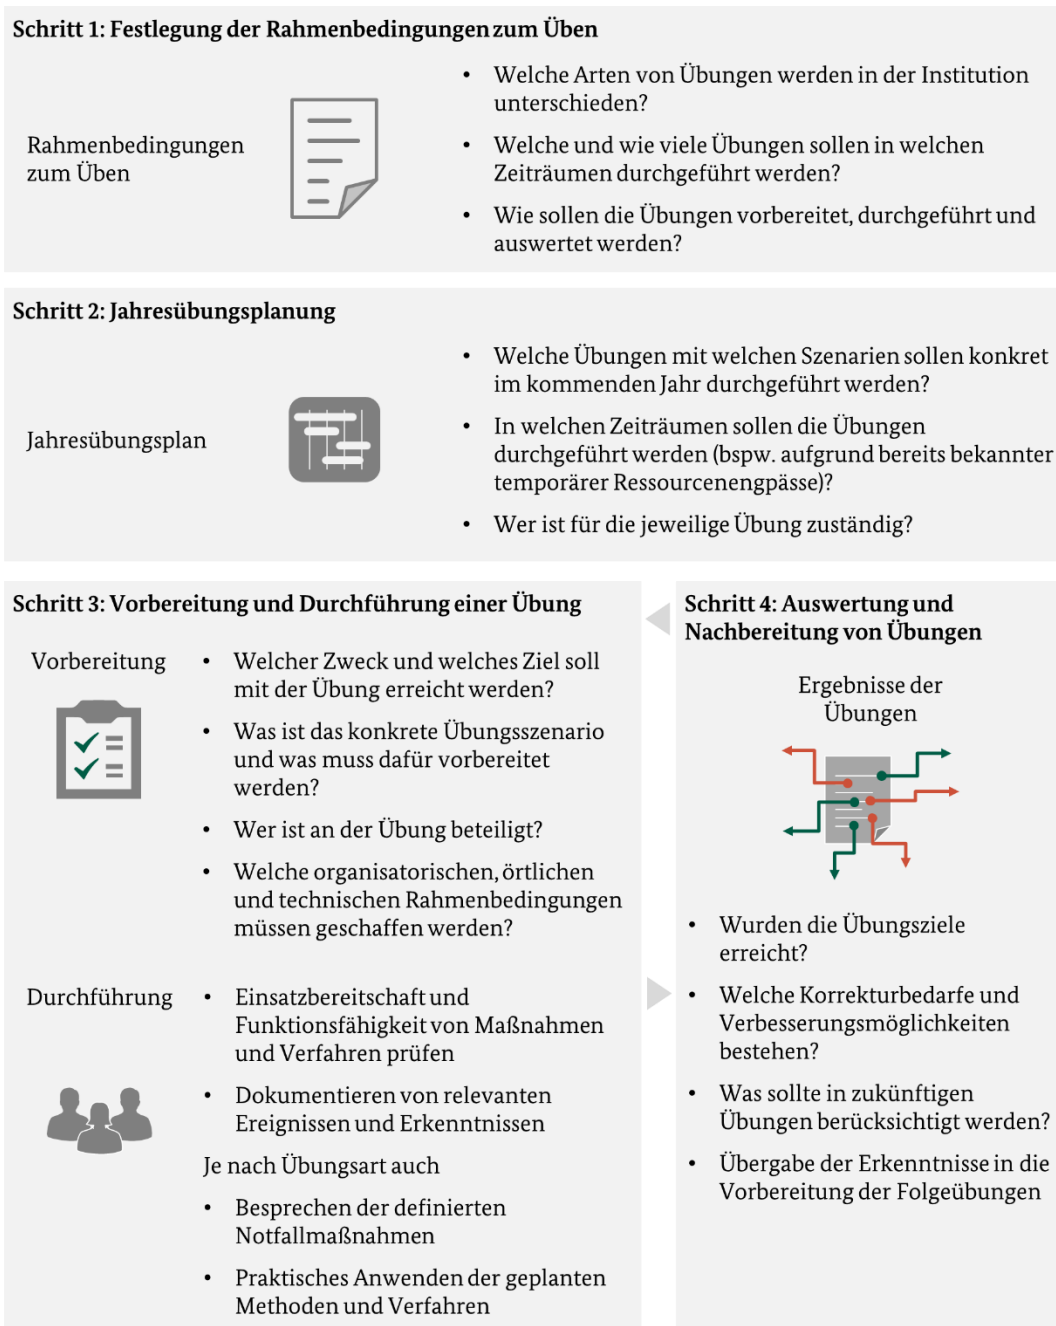 Schritt 1: Festlegung der Rahmenbedingungen zum Üben
Rahmenbedingungen
zum Üben
• Welche Arten von Übungen werden in der Institution
unterschieden?
• Welche und wie viele Übungen sollen in welchen
Zeiträumen durchgeführt werden?
• Wie sollen die Übungen vorbereitet, durchgeführt und
auswertet werden?
Schritt 2: Jahresübungsplanung
Jahresübungsplan
• Welche Übungen mit welchen Szenarien sollen konkret
im kommenden Jahr durchgeführt werden?
• In welchen Zeiträumen sollen die Übungen
durchgeführt werden (bspw. aufgrund bereits bekannter
temporärer Ressourcenengpässe)?
• Wer ist für die jeweilige Übung zuständig?
Schritt 3: Vorbereitung und Durchführung einer Übung
Vorbereitung
• Welcher Zweck und welches Ziel soll
mit der Übung erreicht werden?
• Was ist das konkrete Übungsszenario
und was muss dafür vorbereitet
werden?
• Wer ist an der Übung beteiligt?
• Welche organisatorischen, örtlichen
und technischen Rahmenbedingungen
müssen geschaffen werden?
Durchführung
• Einsatzbereitschaft und
Funktionsfähigkeit von Maßnahmen
und Verfahren prüfen
• Dokumentieren von relevanten
Ereignissen und Erkenntnissen
Je nach Übungsart auch
• Besprechen der definierten
Notfallmaßnahmen
• Praktisches Anwenden der geplanten
Methoden und Verfahren
Schritt 4: Auswertung und
Nachbereitung von Übungen
Ergebnisse der
Übungen
• Wurden die Übungsziele
erreicht?
• Welche Korrekturbedarfe und
Verbesserungsmöglichkeiten
bestehen?
• Was sollte in zukünftigen
Übungen berücksichtigt werden?
• Übergabe der Erkenntnisse in die
Vorbereitung der Folgeübungen